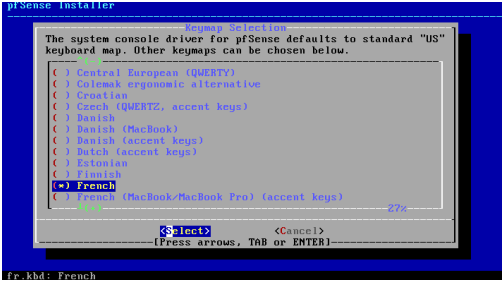 pfSense Installer
Keymap Selection
The system console driver for pfSense defaults to standard "US"
keyboard map. Other keymaps can be chosen below.
( ) Central European (QWERTY)
( ) Colemak ergonomic alternative
( ) Croatian
( ) Czech (QWERTZ, accent keys)
( ) Danish
( ) Danish (MacBook)
( ) Danish (accent keys)
( ) Dutch (accent keys)
( ) Estonian
( ) Finnish
(*) French
( ) French (MacBook/MacBook Pro) (accent keys)
27%
<Select> <Cancel>
[Press arrows, TAB or ENTER]
fr.kbd: French